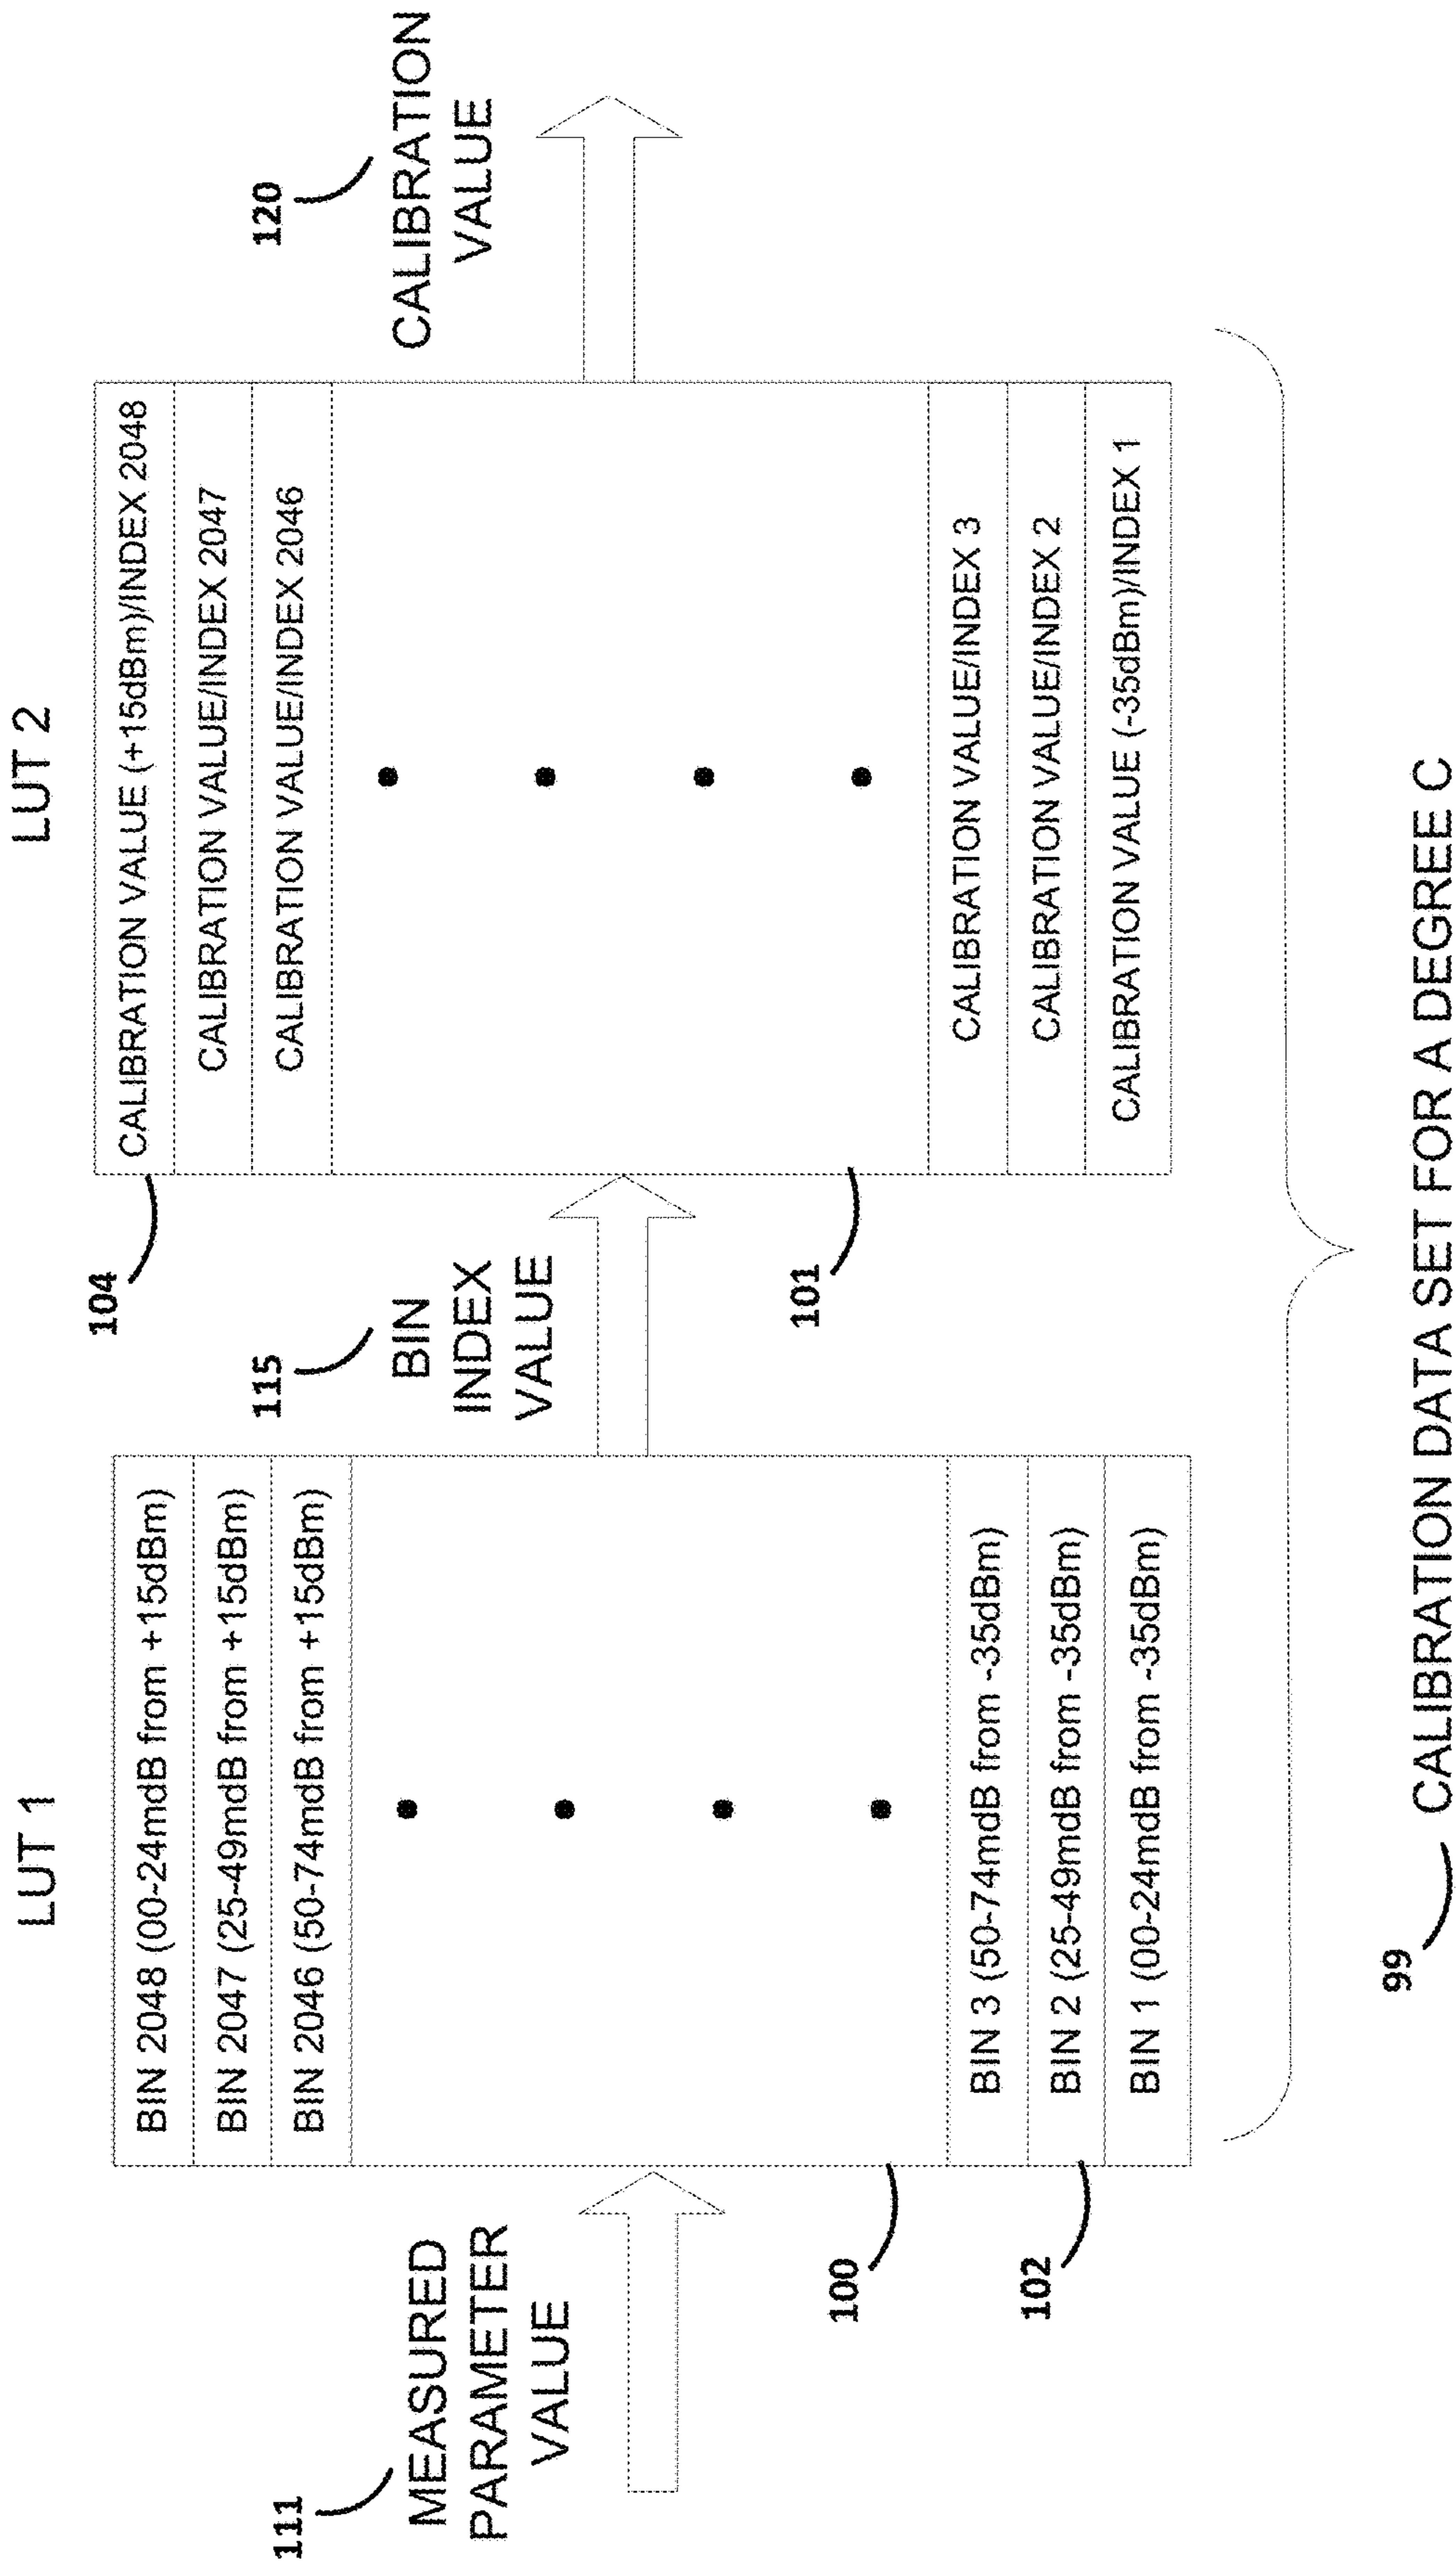 LUT 1
LUT 2
111
MEASURED
PARAMETER
VALUE
100
102
BIN 2048 (00-24mdB from +15dBm)
BIN 2047 (25-49mdB from +15dBm)
BIN 2046 (50-74mdB from +15dBm)
BIN 3 (50-74mdB from -35dBm)
BIN 2 (25-49mdB from -35dBm)
BIN 1 (00-24mdB from -35dBm)
115
BIN
INDEX
VALUE
104
101
CALIBRATION VALUE (+15dBm)/INDEX 2048
CALIBRATION VALUE/INDEX 2047
CALIBRATION VALUE/INDEX 2046
CALIBRATION VALUE/INDEX 3
CALIBRATION VALUE/INDEX 2
CALIBRATION VALUE (-35dBm)/INDEX 1
120
CALIBRATION
VALUE
99
CALIBRATION DATA SET FOR A DEGREE C